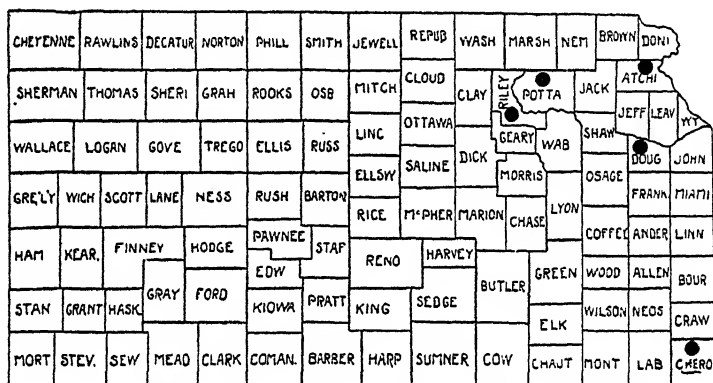 CHEYENNE RAWLINS DECATUR NORTON PHILL SMITH JEWELL REPUB WASH MARSH NEM BROWN DONI
SHERMAN THOMAS SHERI GRAH ROOKS OSB MITCH CLOUD CLAY RILEY POTTA JACK ATCHI
WALLACE LOGAN GOVE TREGO ELLIS RUSS LINC OTTAWA GEARY WAB SHAW JEFF LEAV WY
ELLSW SALINE DICK MORRIS OSAGE DOUG JOHN
GRE'L'Y WICH SCOTT LANE NESS RUSH BARTON RICE McPHER MARION CHASE LYON FRANK MIAMI
HAM KEAR. FINNEY HODGE PAWNEE STAF RENO HARVEY COFFEY ANDER LINN
GRAY FORD EDW BUTLER GREEN WOOD ALLEN BOUR
STAN GRANT HASK KIOWA PRATT KING SEDGE ELK WILSON NEOS CRAW
MORT STEV. SEW MEAD CLARK COMAN. BARBER HARP SUMNER COW CHAUT MONT LAB CHERO